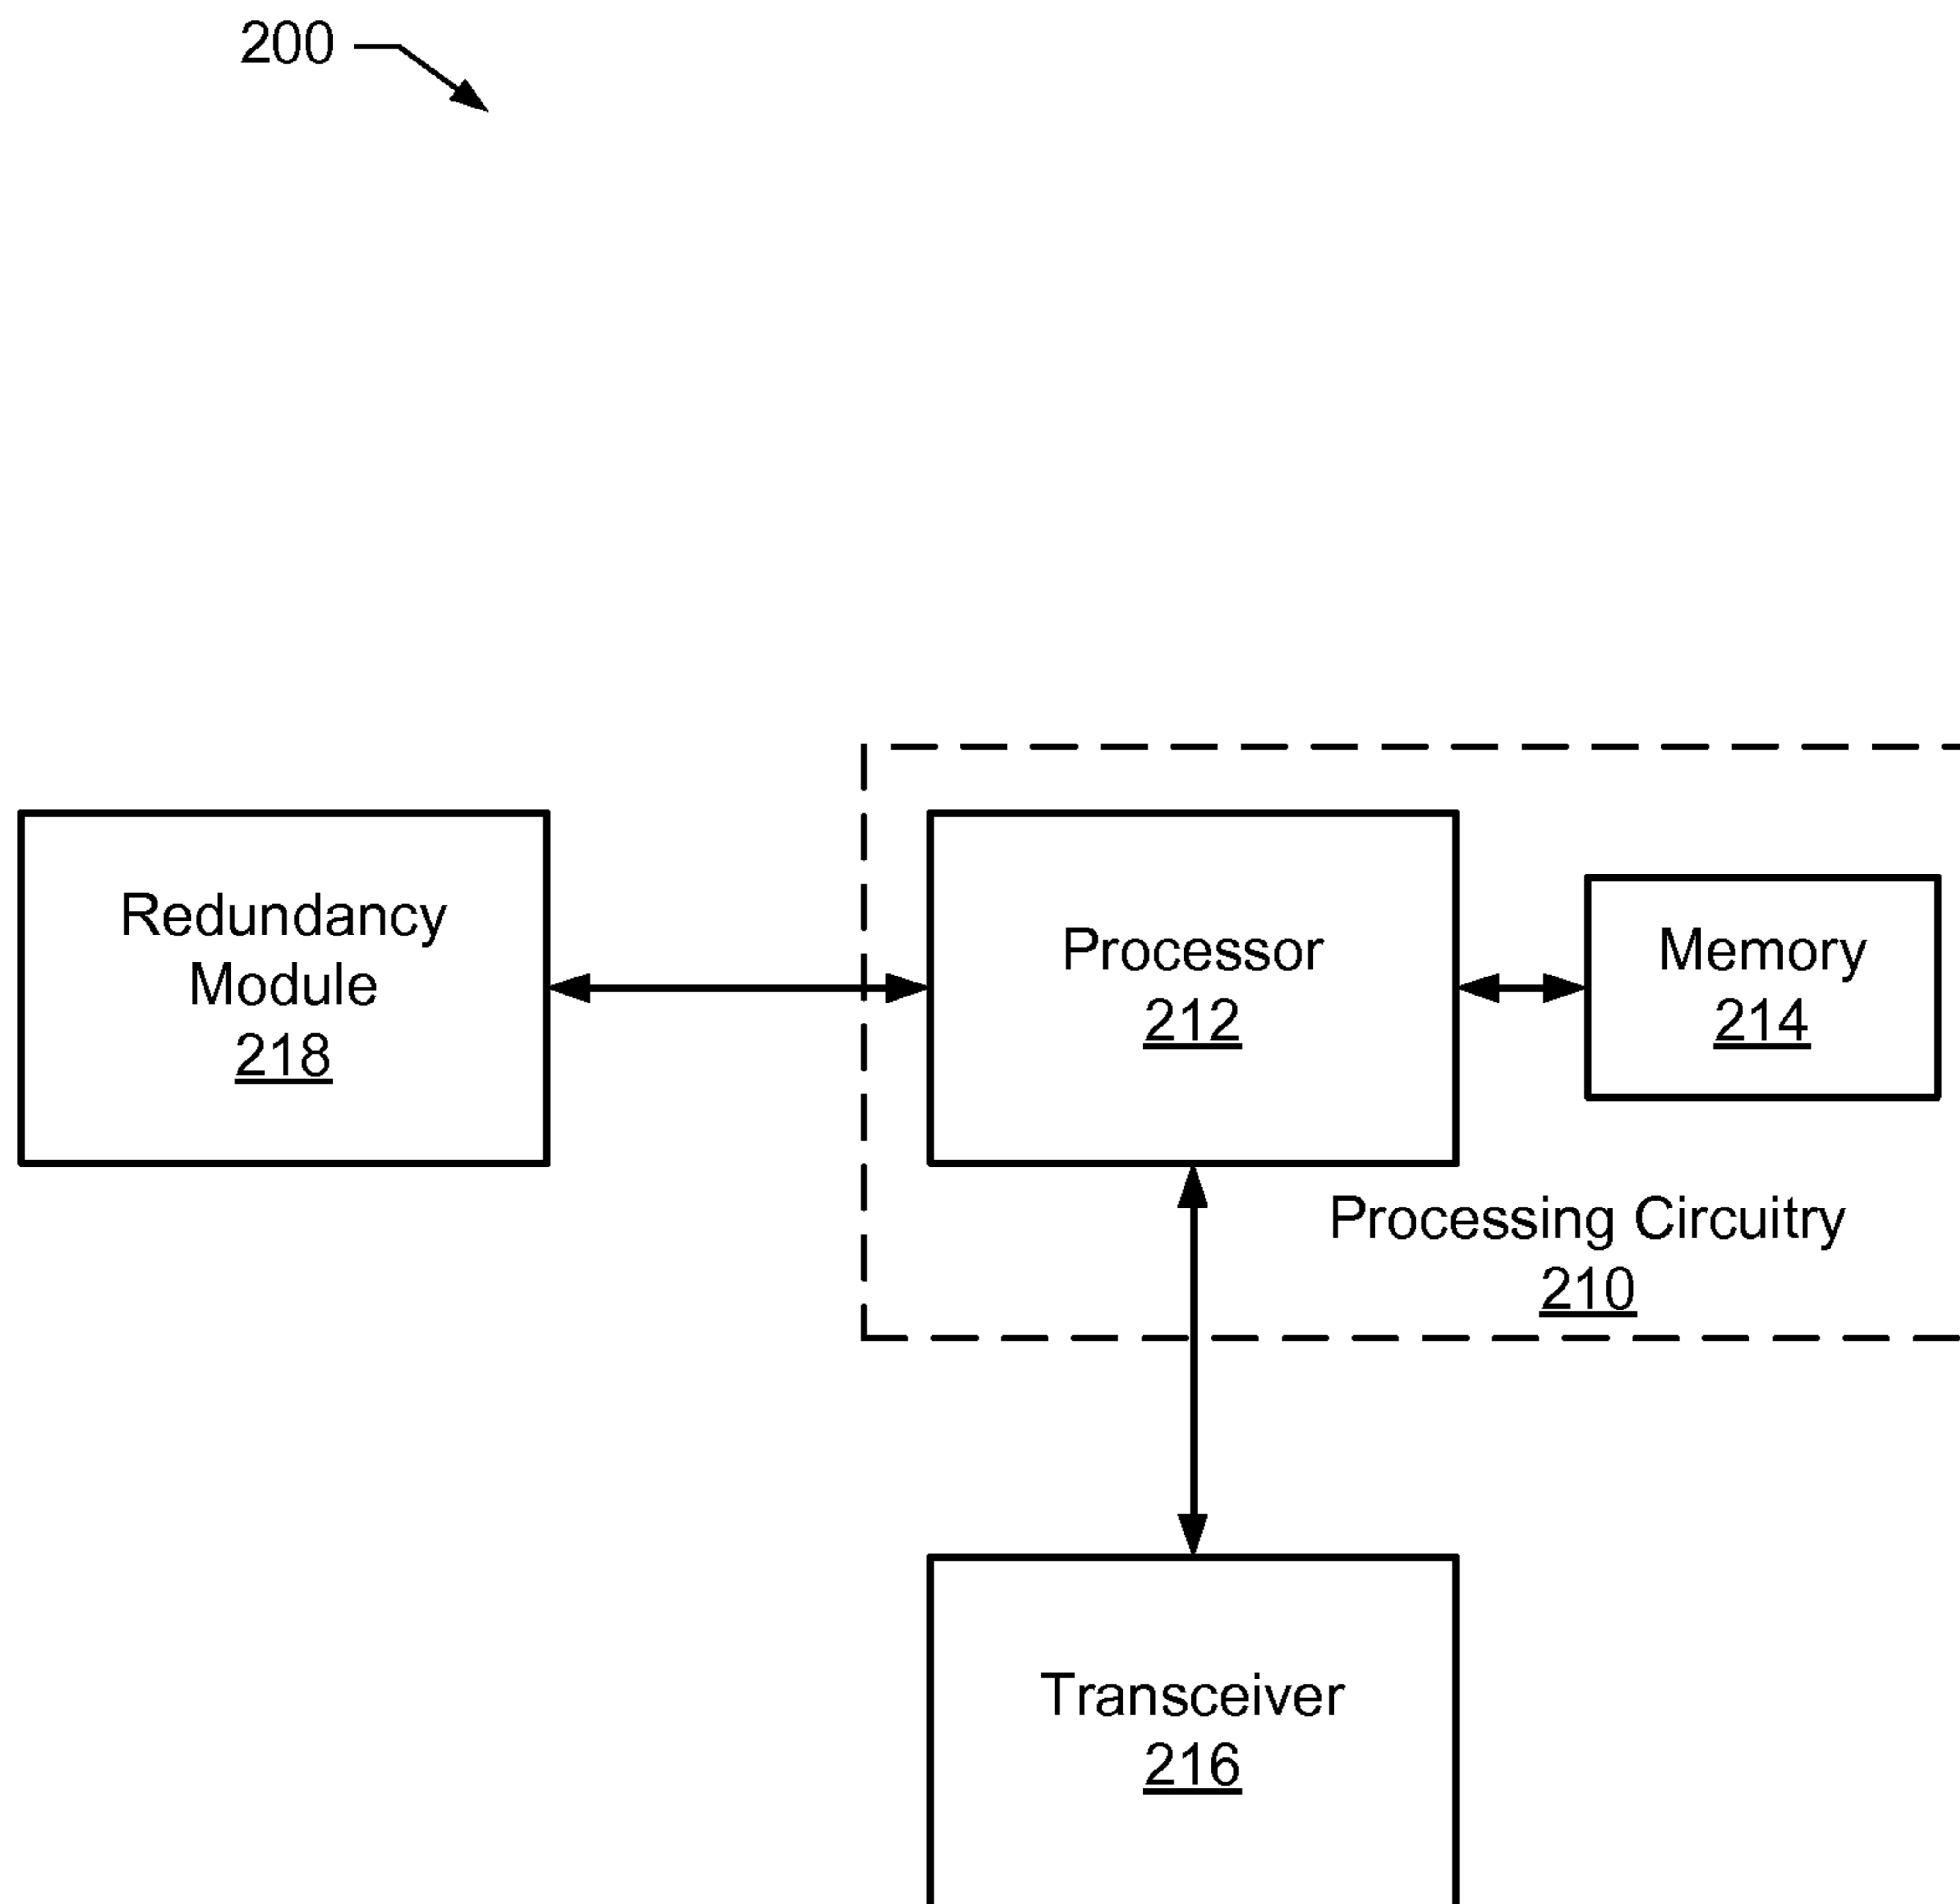 200
Redundancy
Module
218
Processor
212
Memory
214
Processing Circuitry
210
Transceiver
216